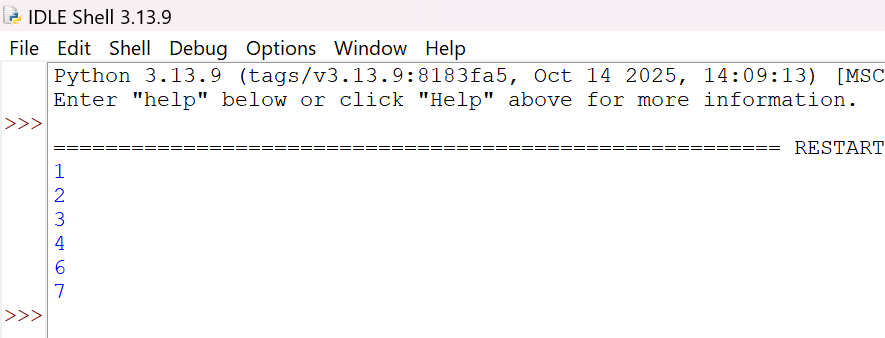 IDLE Shell 3.13.9
File Edit Shell Debug Options Window Help
Python 3.13.9 (tags/v3.13.9:8183fa5, Oct 14 2025, 14:09:13) [MSC
Enter "help" below or click "Help" above for more information.
>>>
======================================================== RESTART
1
2
3
4
6
7
>>>